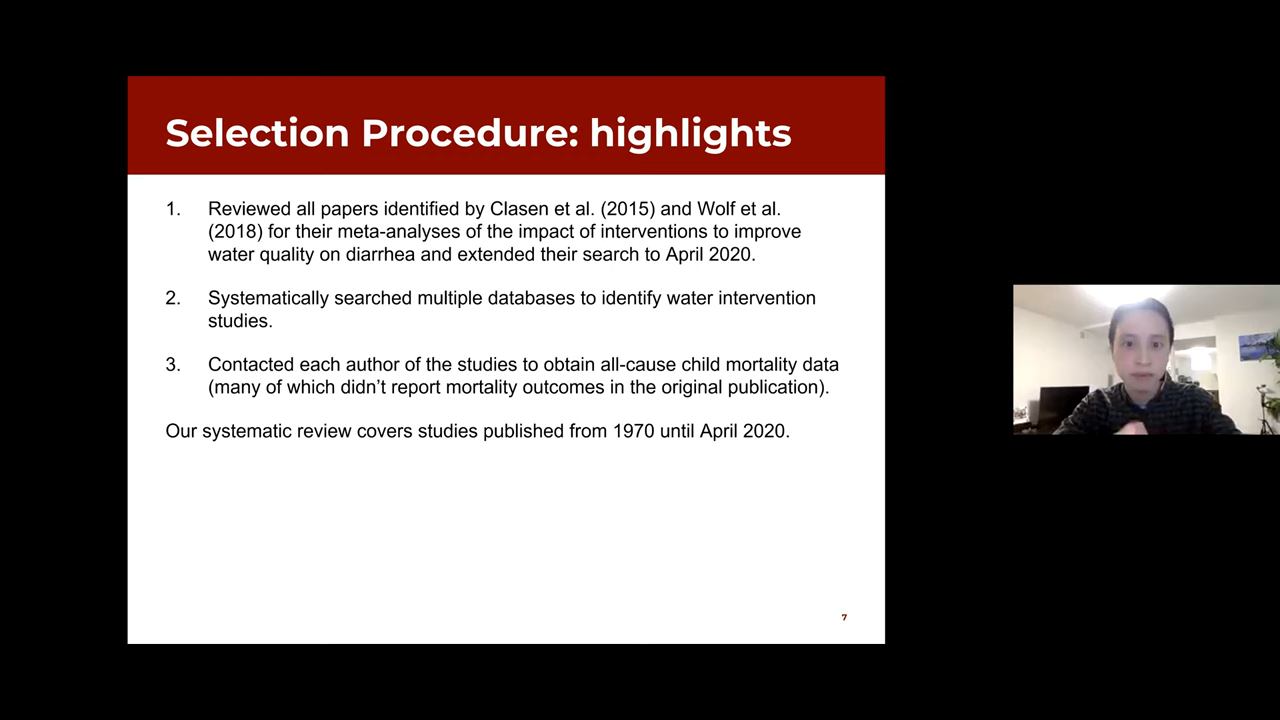 Selection Procedure: highlights
1. Reviewed all papers identified by Clasen et al. (2015) and Wolf et al.
(2018) for their meta-analyses of the impact of interventions to improve
water quality on diarrhea and extended their search to April 2020.
2. Systematically searched multiple databases to identify water intervention
studies.
3. Contacted each author of the studies to obtain all-cause child mortality data
(many of which didn’t report mortality outcomes in the original publication).
Our systematic review covers studies published from 1970 until April 2020.
7